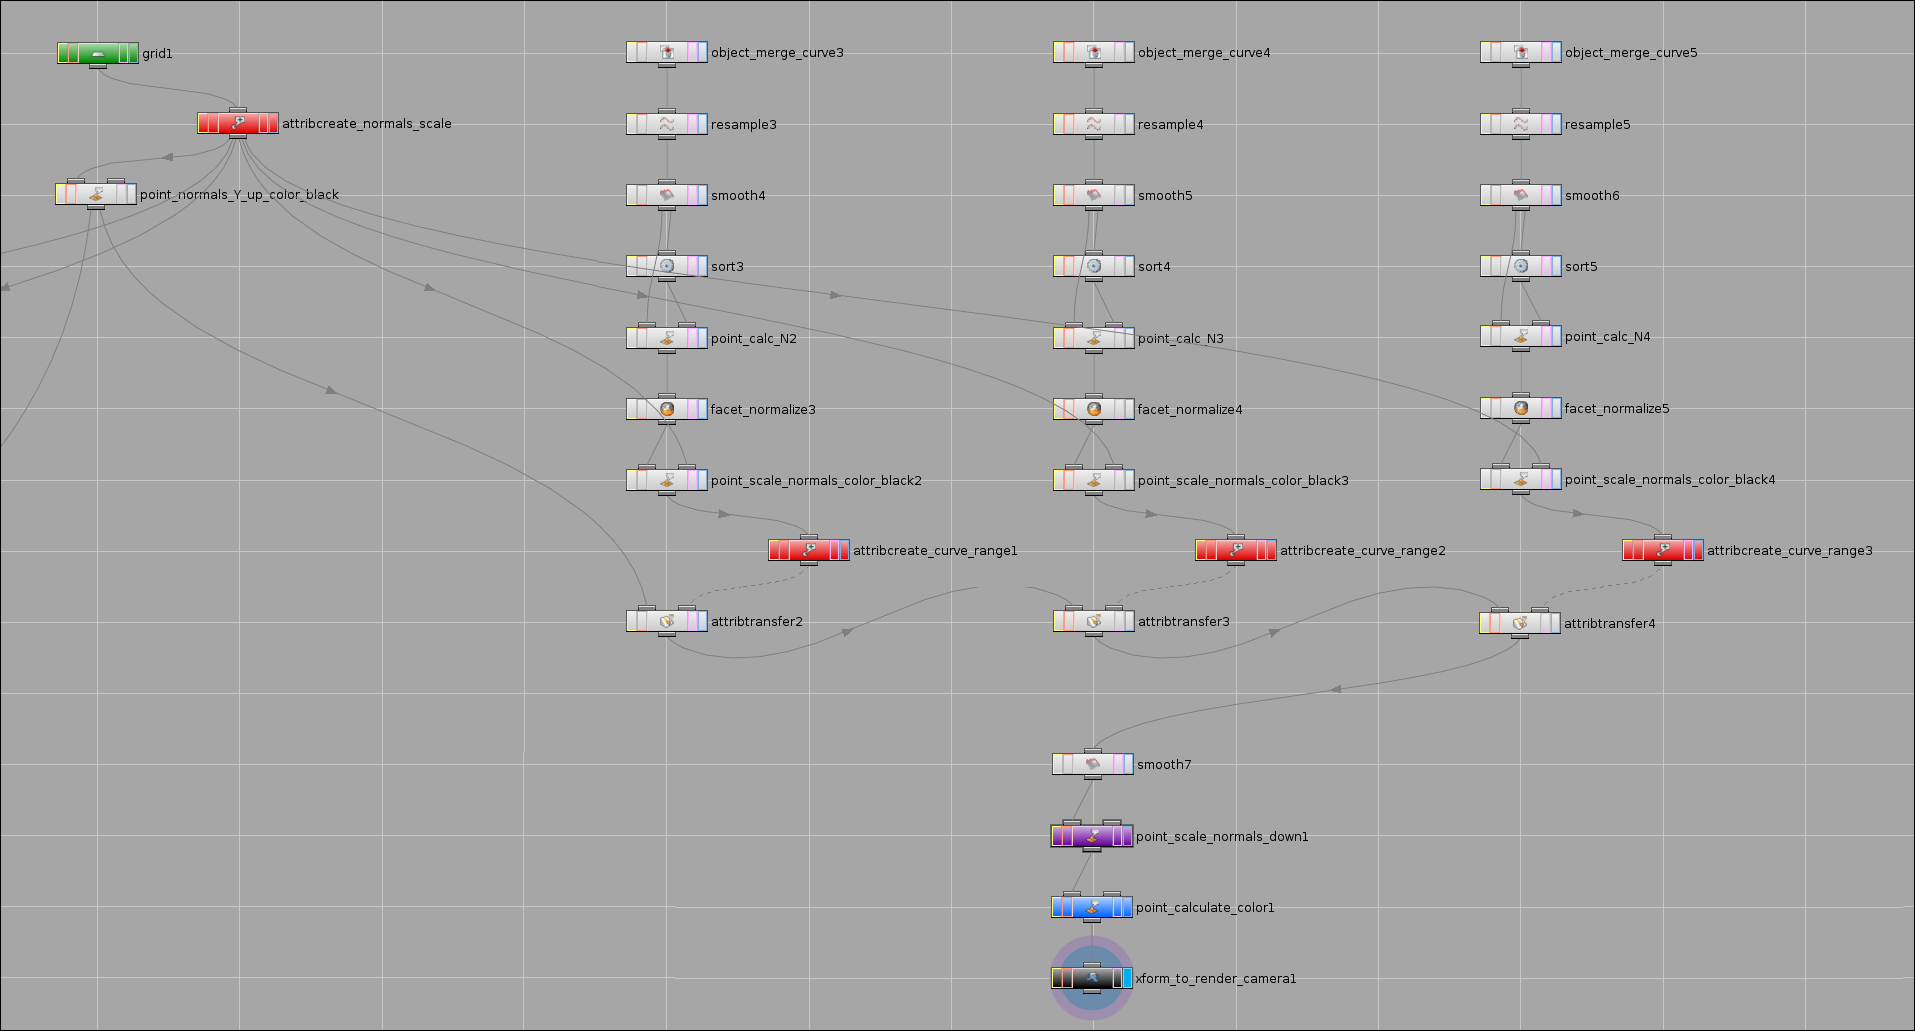 grid1
object_merge_curve3
object_merge_curve4
object_merge_curve5
attribcreate_normals_scale
resample3
resample4
resample5
point_normals_Y_up_color_black
smooth4
smooth5
smooth6
sort3
sort4
sort5
point_calc_N2
point_calc_N3
point_calc_N4
facet_normalize3
facet_normalize4
facet_normalize5
point_scale_normals_color_black2
point_scale_normals_color_black3
point_scale_normals_color_black4
attribcreate_curve_range1
attribcreate_curve_range2
attribcreate_curve_range3
attribtransfer2
attribtransfer3
attribtransfer4
smooth7
point_scale_normals_down1
point_calculate_color1
xform_to_render_camera1